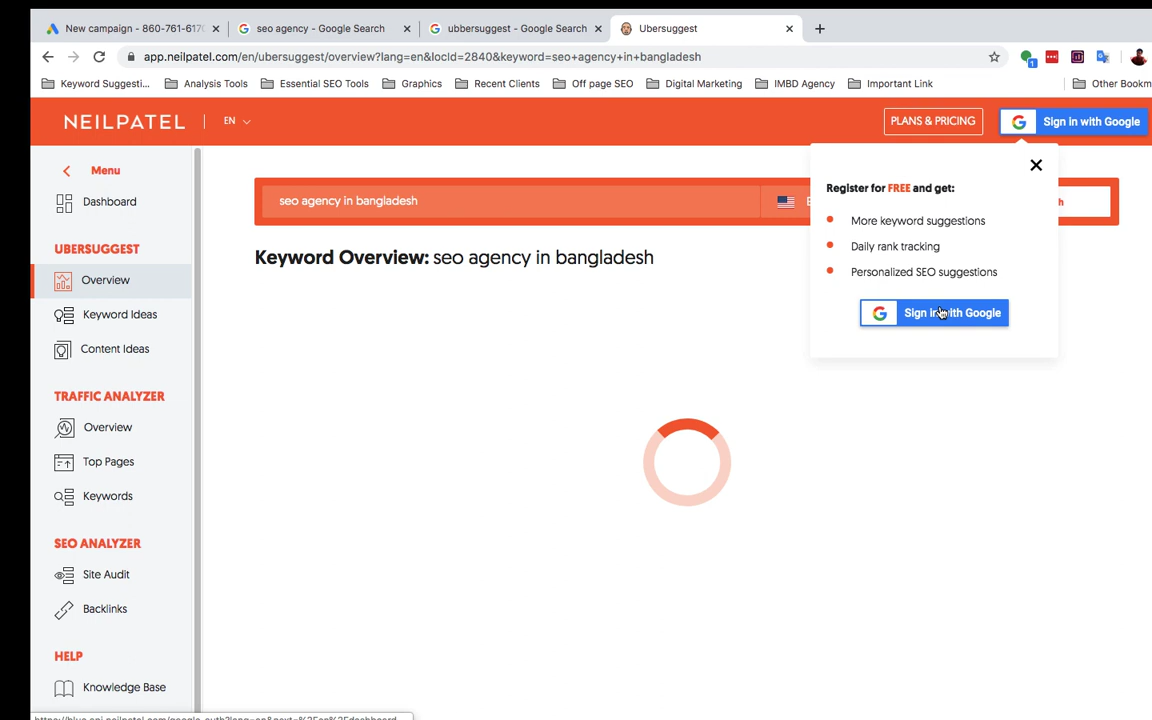 New campaign - 860-761-617
seo agency - Google Search
ubbersuggest - Google Search
Ubersuggest
app.neilpatel.com/en/ubersuggest/overview?lang=en&locId=2840&keyword=seo+agency+in+bangladesh
Keyword Suggesti...
Analysis Tools
Essential SEO Tools
Graphics
Recent Clients
Off page SEO
Digital Marketing
IMBD Agency
Important Link
Other Bookm
NEILPATEL
EN
PLANS & PRICING
Sign in with Google
Menu
Dashboard
UBERSUGGEST
Overview
Keyword Ideas
Content Ideas
TRAFFIC ANALYZER
Overview
Top Pages
Keywords
SEO ANALYZER
Site Audit
Backlinks
HELP
Knowledge Base
seo agency in bangladesh
Keyword Overview: seo agency in bangladesh
Register for FREE and get:
More keyword suggestions
Daily rank tracking
Personalized SEO suggestions
Sign in with Google